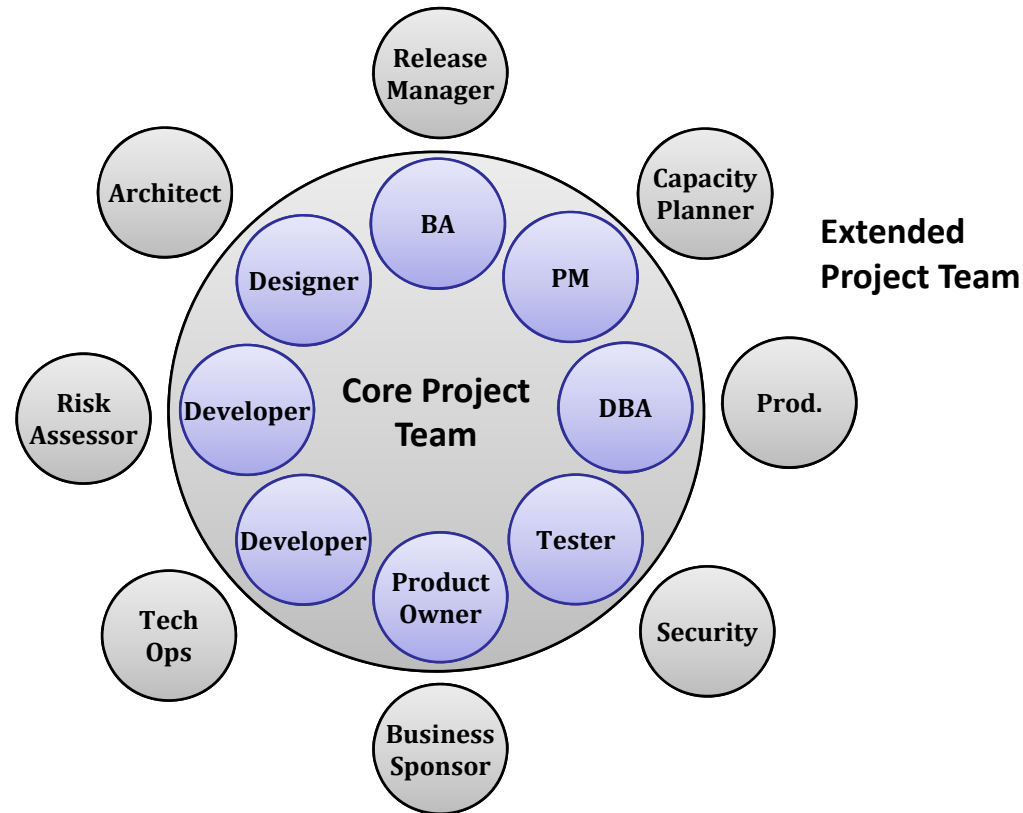 Release
Manager
Architect
Capacity
Planner
BA
Extended
Project Team
Designer
PM
Core Project
Team
Risk
Assessor
Developer
DBA
Prod.
Developer
Tester
Product
Owner
Tech
Ops
Security
Business
Sponsor